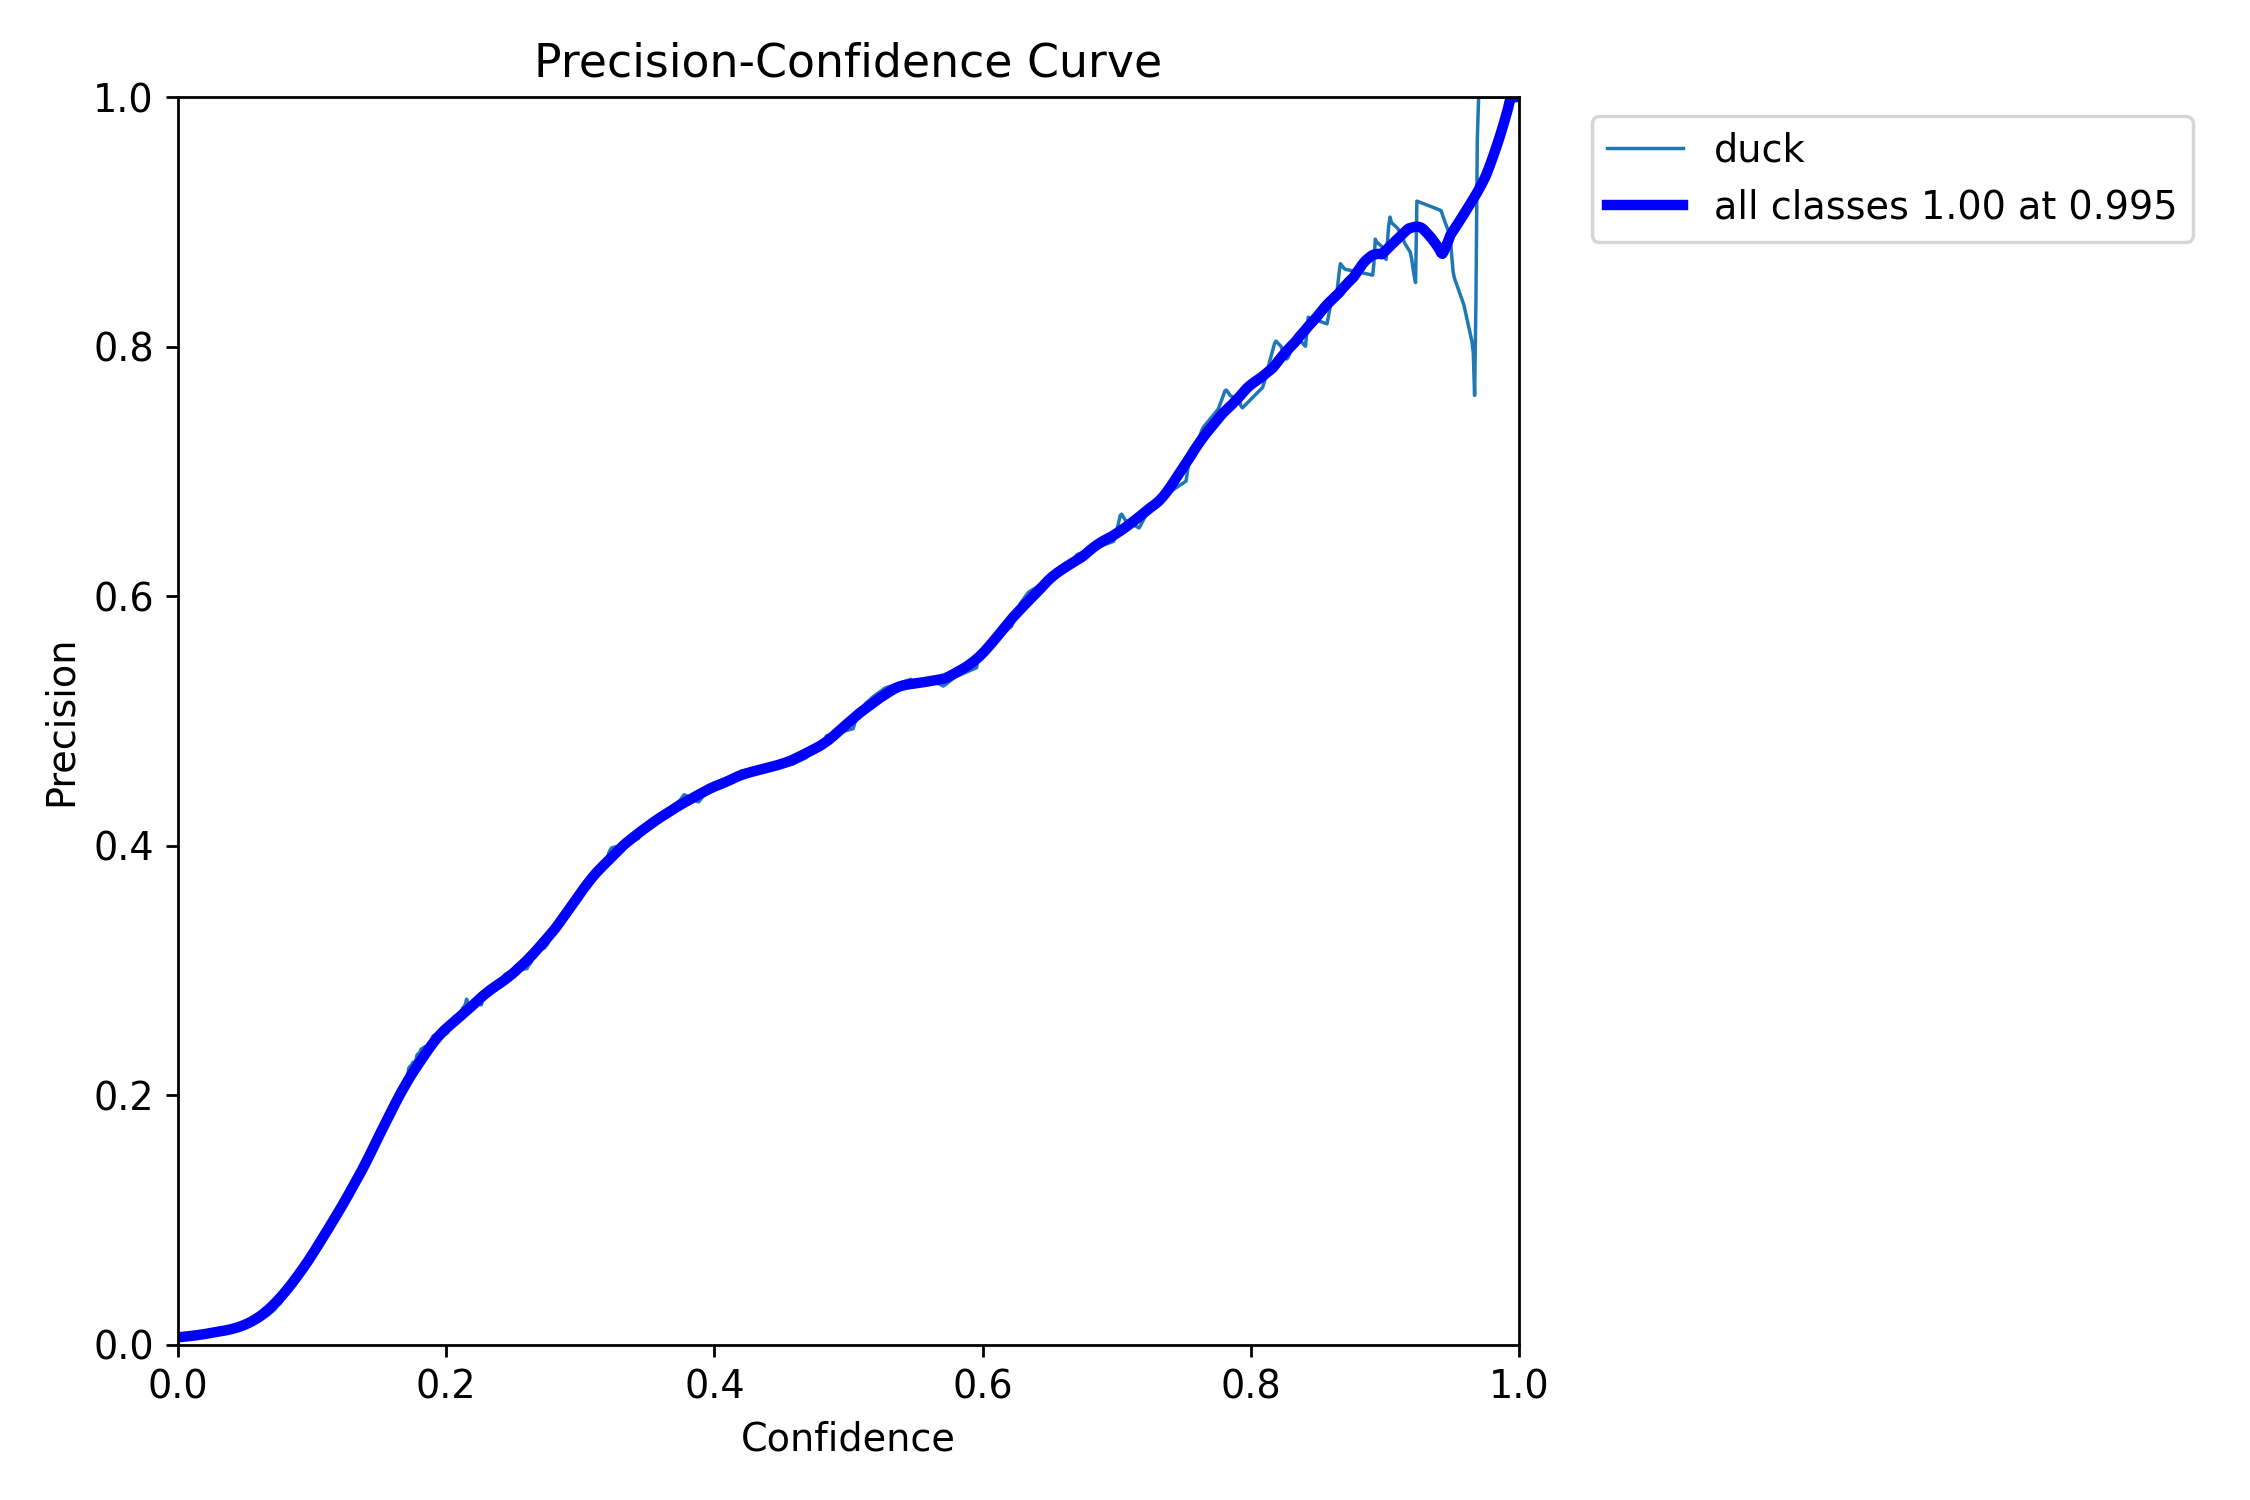 Precision-Confidence Curve
1.0
0.8
0.6
0.4
0.2
0.0
Precision
0.0 0.2 0.4 0.6 0.8 1.0
Confidence
duck
all classes 1.00 at 0.995